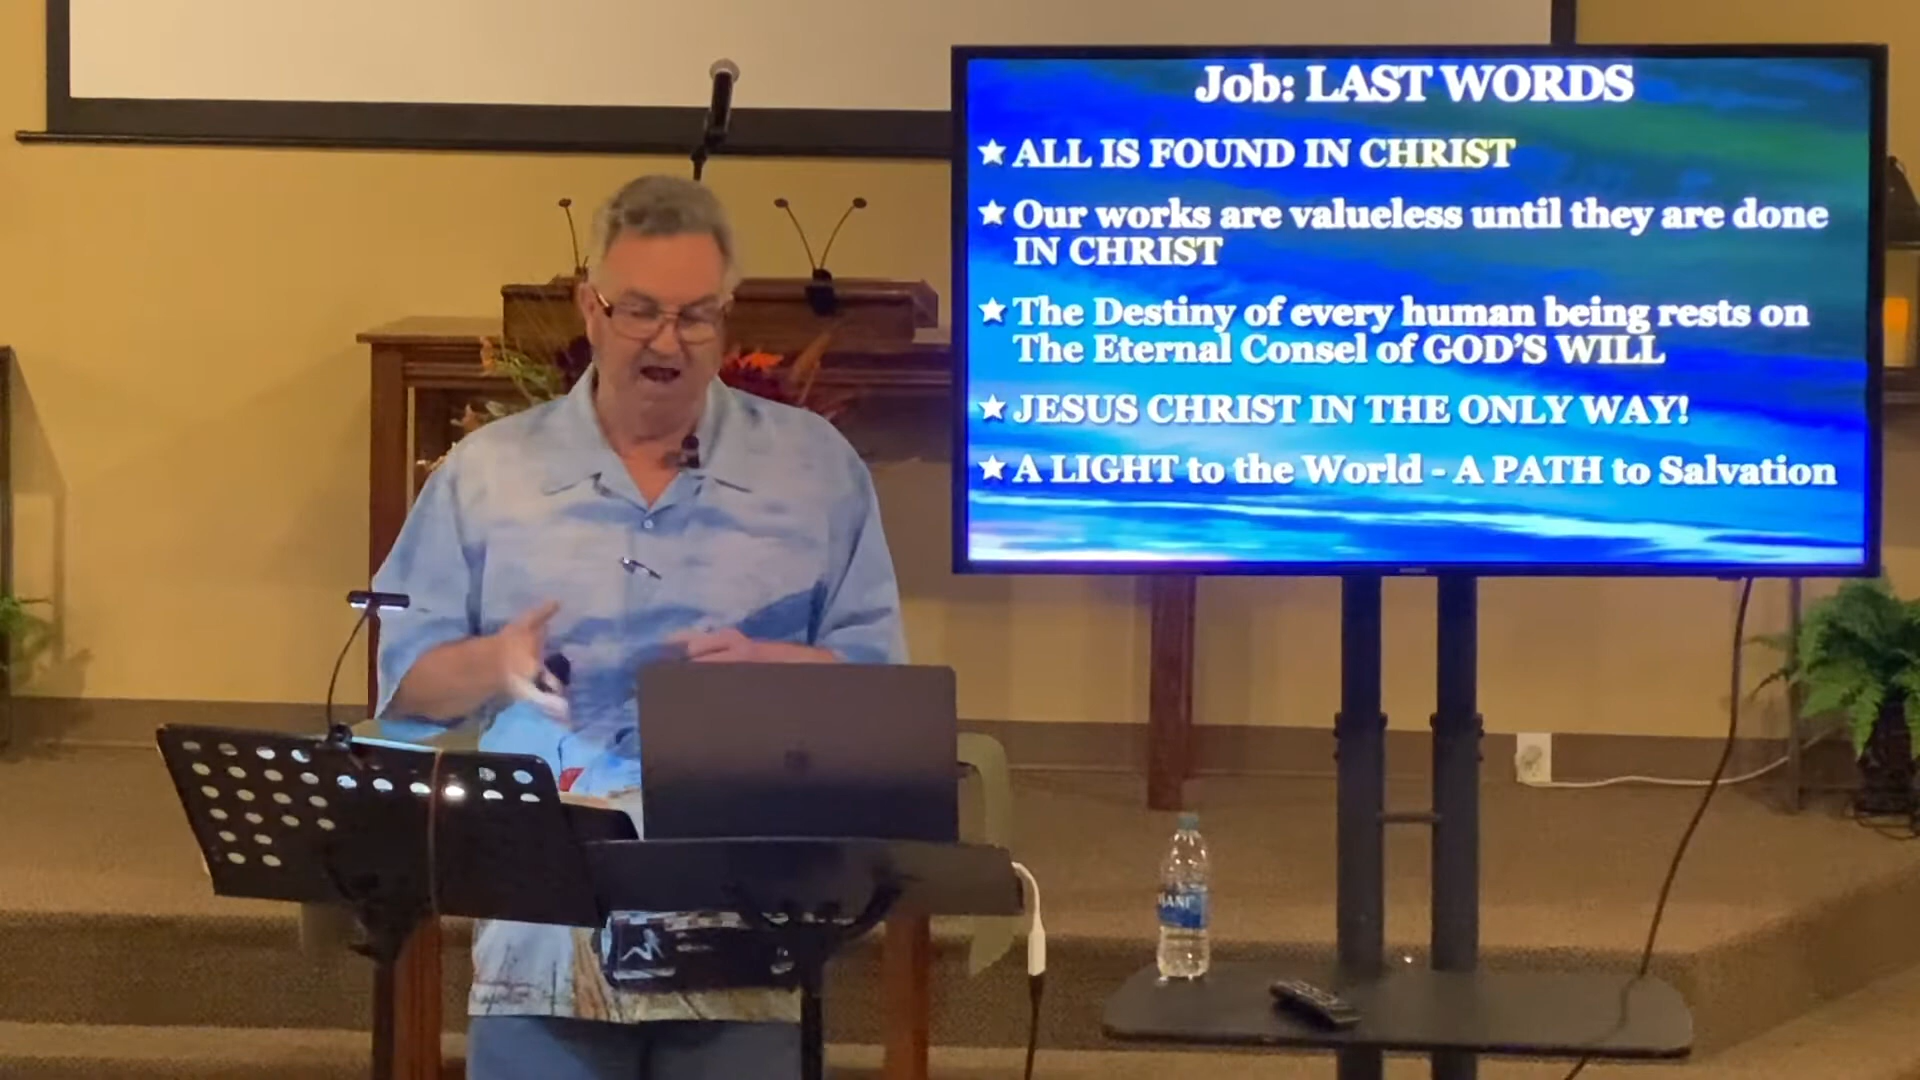 Job: LAST WORDS
★ ALL IS FOUND IN CHRIST
★ Our works are valueless until they are done
IN CHRIST
★ The Destiny of every human being rests on
The Eternal Consel of GOD'S WILL
★ JESUS CHRIST IN THE ONLY WAY!
★ A LIGHT to the World - A PATH to Salvation